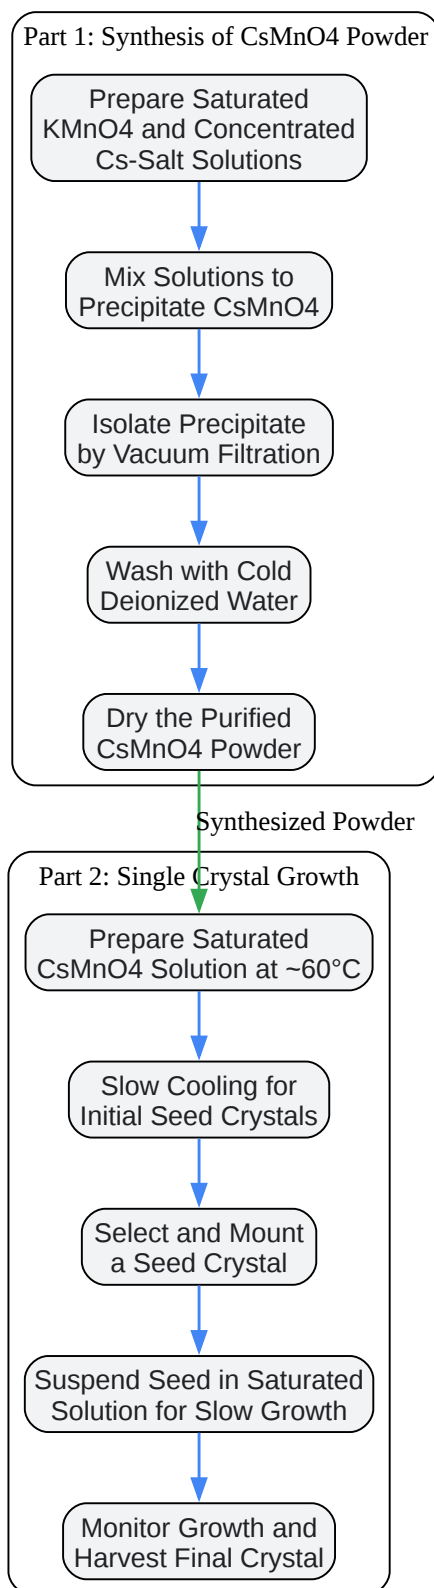 Part 1: Synthesis of CsMnO4 Powder
Prepare Saturated
KMnO4 and Concentrated
Cs-Salt Solutions
Mix Solutions to
Precipitate CsMnO4
Isolate Precipitate
by Vacuum Filtration
Wash with Cold
Deionized Water
Dry the Purified
CsMnO4 Powder
Synthesized Powder
Part 2: Single Crystal Growth
Prepare Saturated
CsMnO4 Solution at ~60°C
Slow Cooling for
Initial Seed Crystals
Select and Mount
a Seed Crystal
Suspend Seed in Saturated
Solution for Slow Growth
Monitor Growth and
Harvest Final Crystal